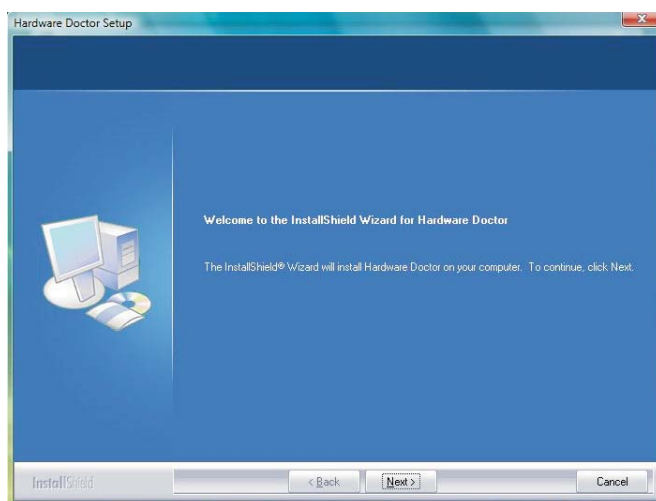 Hardware Doctor Setup
Welcome to the InstallShield Wizard for Hardware Doctor
The InstallShield® Wizard will install Hardware Doctor on your computer. To continue, click Next.
InstallShield
< Back
Next >
Cancel